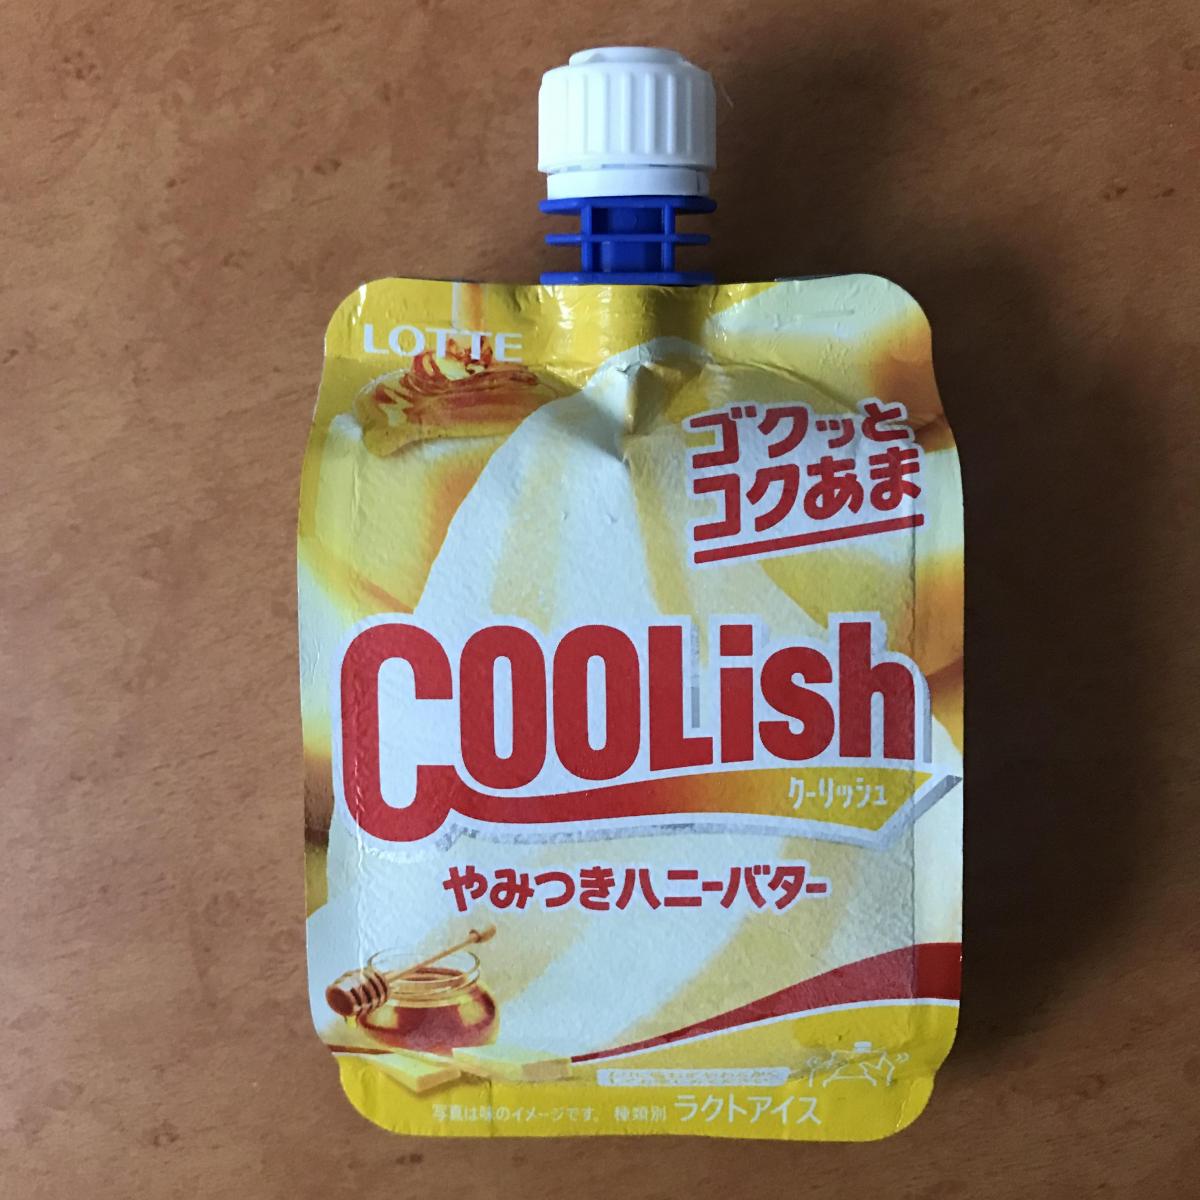 LOTTE
ゴクッと
コクあま
COOLish
クーリッシュ
やみつきハニーバター
写真は味のイメージです。 種類別 ラクトアイス